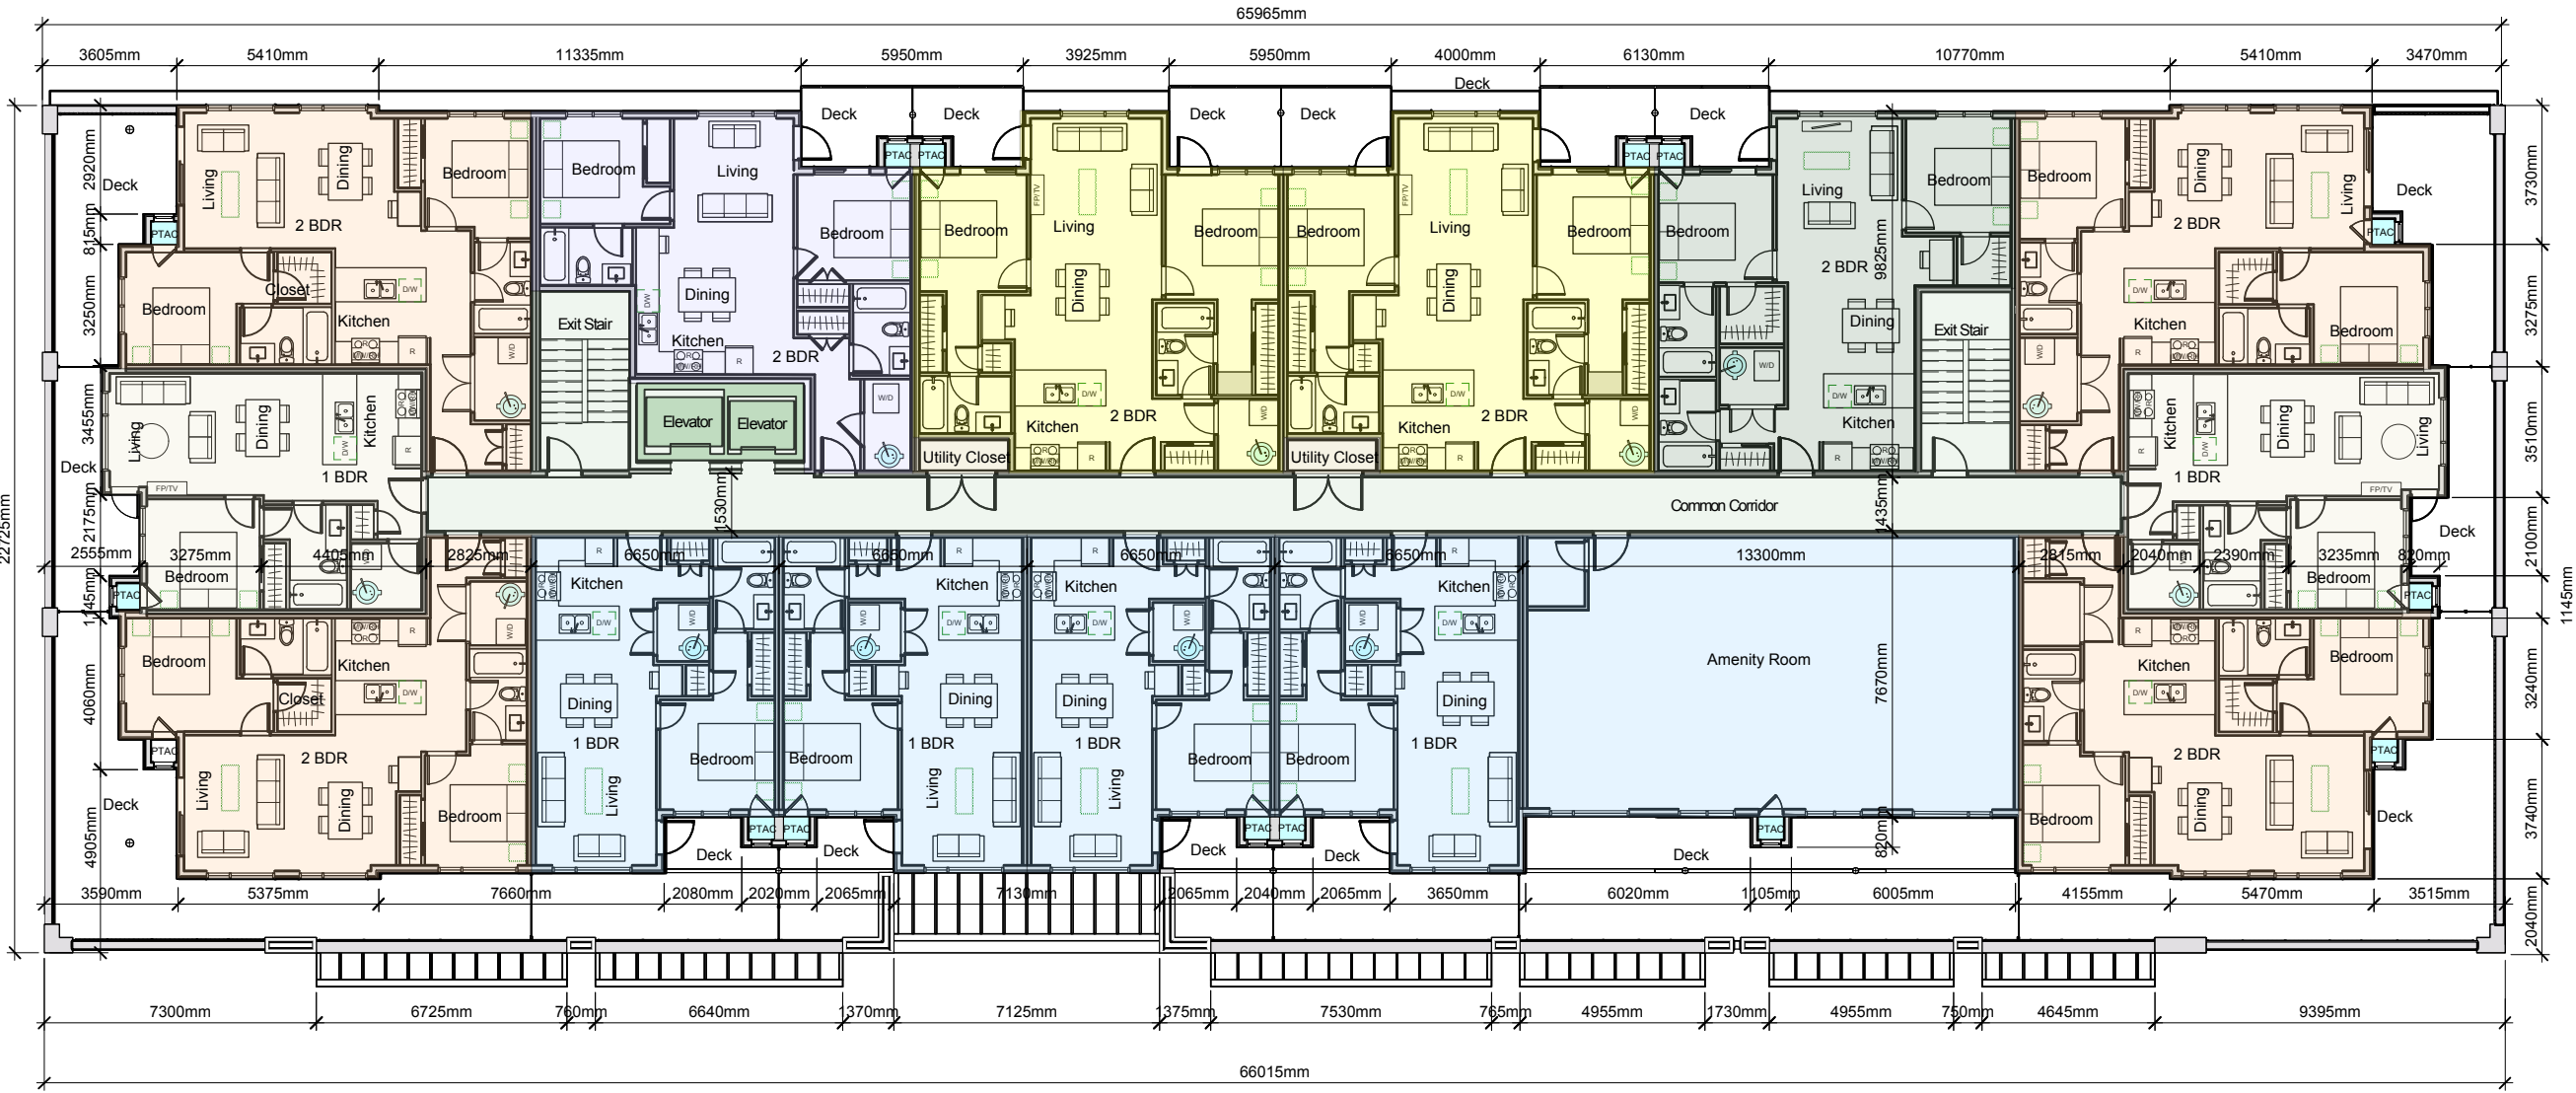 65965mm
3605mm 5410mm 11335mm 5950mm 3925mm 5950mm 4000mm 6130mm 10770mm 5410mm 3470mm
Deck
Deck Deck Deck Deck Deck Deck
PTAC PTAC PTAC PTAC
2920mm
Deck
Living
Dining
Bedroom
2 BDR
PTAC
815mm
Bedroom
Living
Bedroom
Dining
D/W
Kitchen
R
2 BDR
W/D
Bedroom
FP/TV
Living
Dining
Bedroom
D/W
2 BDR
Kitchen
R
W/D
Bedroom
FP/TV
Living
Dining
Bedroom
D/W
2 BDR
Kitchen
R
W/D
Bedroom
Living
Bedroom
2 BDR
9825mm
Dining
W/D
D/W
Kitchen
R
Bedroom
Dining
Living
2 BDR
Deck
PTAC
3730mm
3250mm
Bedroom
Closet
D/W
Kitchen
R
W/D
Exit Stair
Elevator Elevator
Utility Closet Utility Closet
Exit Stair
D/W
Kitchen
R
W/D
Bedroom
3275mm
3455mm
Living
Dining
D/W
Kitchen
R
1 BDR
Deck
FP/TV
22725mm
2175mm
1530mm
Common Corridor
1435mm
Kitchen
R
D/W
Dining
Living
1 BDR
FP/TV
Deck
3510mm
2100mm
2555mm 3275mm 4405mm 2825mm 6650mm 6650mm 6650mm 6650mm 13300mm 2815mm 2040mm 2390mm 3235mm 820mm
Bedroom
W/D
PTAC
1145mm
Bedroom
PTAC
1145mm
Bedroom
Closet
Kitchen
R
D/W
W/D
2 BDR
Living
Dining
Bedroom
PTAC
Deck
4060mm
4905mm
R
Kitchen
D/W
W/D
Dining
1 BDR
Living
Bedroom
R
Kitchen
D/W
W/D
Dining
1 BDR
Living
Bedroom
R
Kitchen
D/W
W/D
Dining
1 BDR
Living
Bedroom
R
Kitchen
D/W
W/D
Dining
1 BDR
Bedroom
PTAC PTAC PTAC PTAC
Deck Deck Deck Deck
Amenity Room
7670mm
PTAC
820mm
Deck
R
Kitchen
D/W
Bedroom
2 BDR
Dining
Living
Bedroom
PTAC
Deck
3240mm
3740mm
2040mm
3590mm 5375mm 7660mm 2080mm 2020mm 2065mm 7130mm 2065mm 2040mm 2065mm 3650mm 6020mm 1105mm 6005mm 4155mm 5470mm 3515mm
7300mm 6725mm 760mm 6640mm 1370mm 7125mm 1375mm 7530mm 765mm 4955mm 1730mm 4955mm 750mm 4645mm 9395mm
66015mm